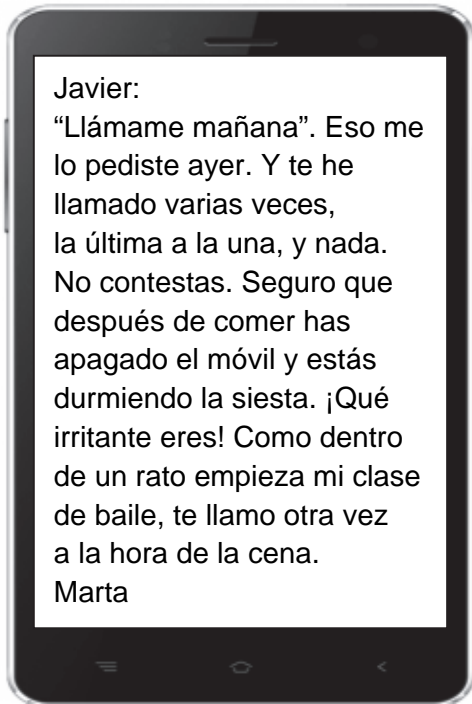 Javier:
“Llámame mañana”. Eso me
lo pediste ayer. Y te he
llamado varias veces,
la última a la una, y nada.
No contestas. Seguro que
después de comer has
apagado el móvil y estás
durmiendo la siesta. ¡Qué
irritante eres! Como dentro
de un rato empieza mi clase
de baile, te llamo otra vez
a la hora de la cena.
Marta